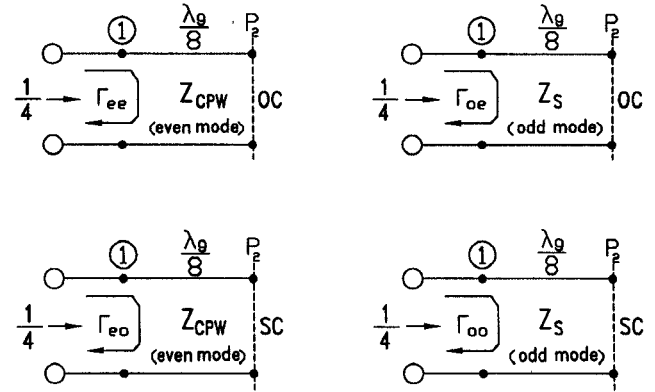 ① λg/8 P₂
1/4 Γee ZCPW OC
(even mode)
① λg/8 P₂
1/4 Γoe ZS OC
(odd mode)
① λg/8 P₂
1/4 Γeo ZCPW SC
(even mode)
① λg/8 P₂
1/4 Γoo ZS SC
(odd mode)